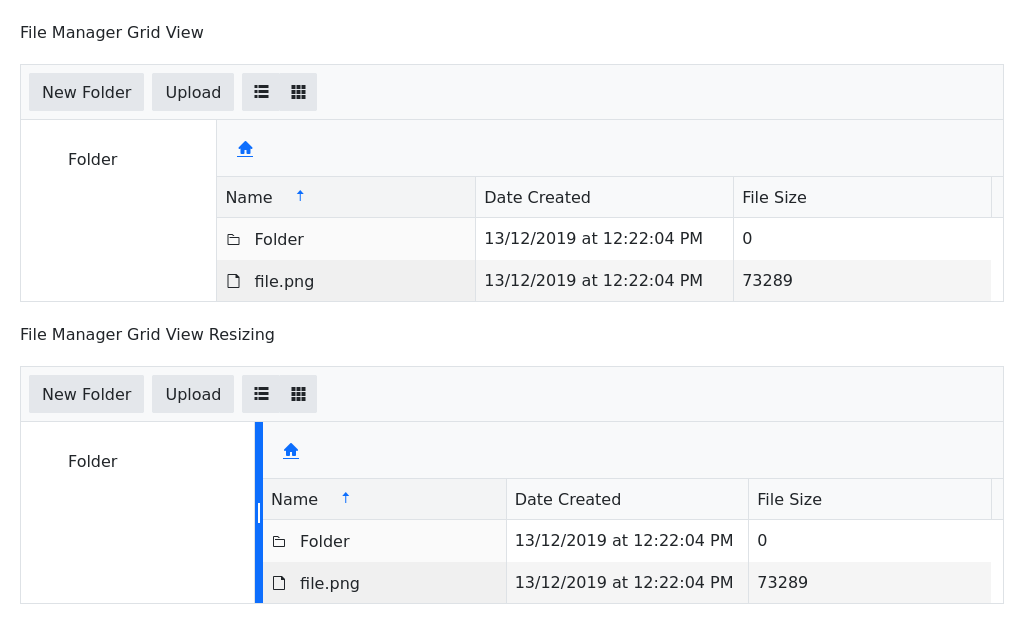 File Manager Grid View
New Folder Upload
Folder
Name Date Created File Size
Folder 13/12/2019 at 12:22:04 PM 0
file.png 13/12/2019 at 12:22:04 PM 73289
File Manager Grid View Resizing
New Folder Upload
Folder
Name Date Created File Size
Folder 13/12/2019 at 12:22:04 PM 0
file.png 13/12/2019 at 12:22:04 PM 73289